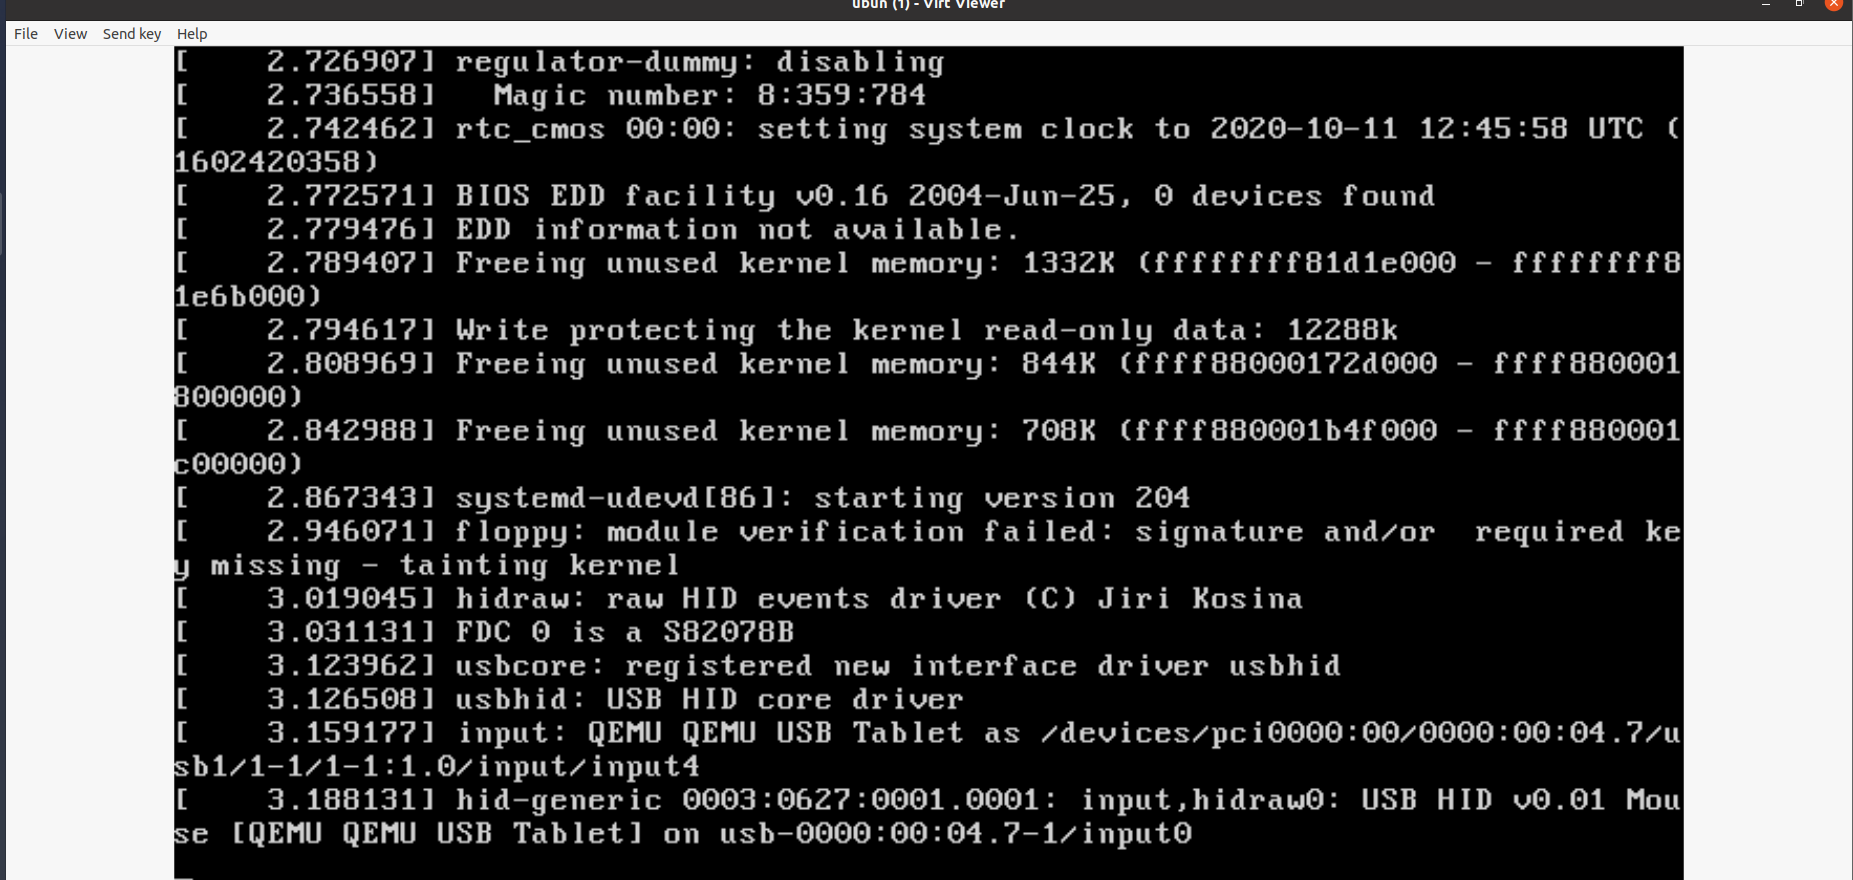 ubun (1) - Virt Viewer
File View Send key Help
[    2.726907] regulator-dummy: disabling
[    2.736558]   Magic number: 8:359:784
[    2.742462] rtc_cmos 00:00: setting system clock to 2020-10-11 12:45:58 UTC (
1602420358)
[    2.772571] BIOS EDD facility v0.16 2004-Jun-25, 0 devices found
[    2.779476] EDD information not available.
[    2.789407] Freeing unused kernel memory: 1332K (ffffffff81d1e000 - ffffffff8
1e6b000)
[    2.794617] Write protecting the kernel read-only data: 12288k
[    2.808969] Freeing unused kernel memory: 844K (ffff88000172d000 - ffff880001
800000)
[    2.842988] Freeing unused kernel memory: 708K (ffff880001b4f000 - ffff880001
c00000)
[    2.867343] systemd-udevd[86]: starting version 204
[    2.946071] floppy: module verification failed: signature and/or  required ke
y missing - tainting kernel
[    3.019045] hidraw: raw HID events driver (C) Jiri Kosina
[    3.031131] FDC 0 is a S82078B
[    3.123962] usbcore: registered new interface driver usbhid
[    3.126508] usbhid: USB HID core driver
[    3.159177] input: QEMU QEMU USB Tablet as /devices/pci0000:00/0000:00:04.7/u
sb1/1-1/1-1:1.0/input/input4
[    3.188131] hid-generic 0003:0627:0001.0001: input,hidraw0: USB HID v0.01 Mou
se [QEMU QEMU USB Tablet] on usb-0000:00:04.7-1/input0